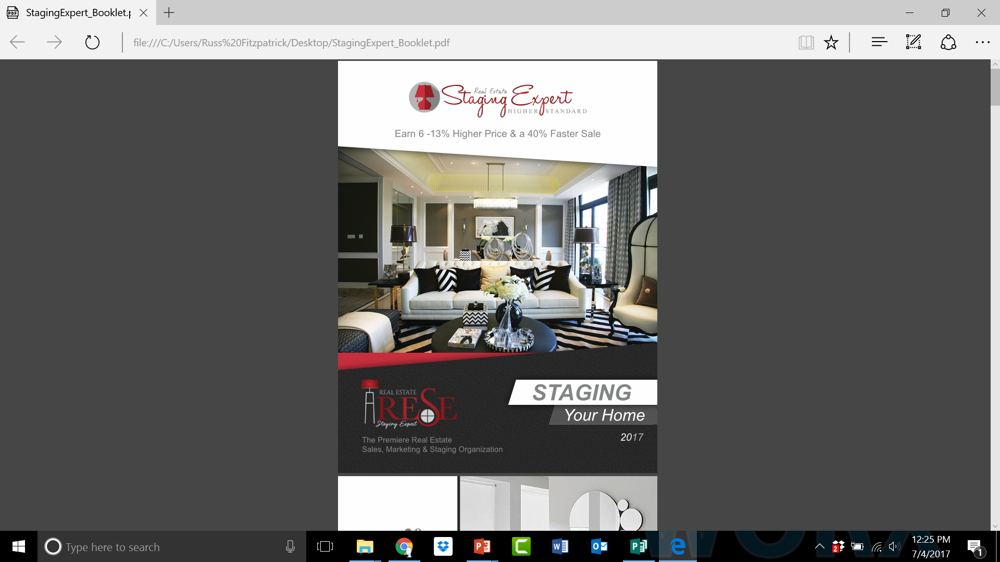 StagingExpert_Booklet.p
file:///C:/Users/Russ%20Fitzpatrick/Desktop/StagingExpert_Booklet.pdf
Real Estate
Staging Expert
HIGHER STANDARD
Earn 6 -13% Higher Price & a 40% Faster Sale
REAL ESTATE
RESE
Staging Expert
The Premiere Real Estate
Sales, Marketing & Staging Organization
STAGING
Your Home
2017
Type here to search
2
12:25 PM
7/4/2017
1